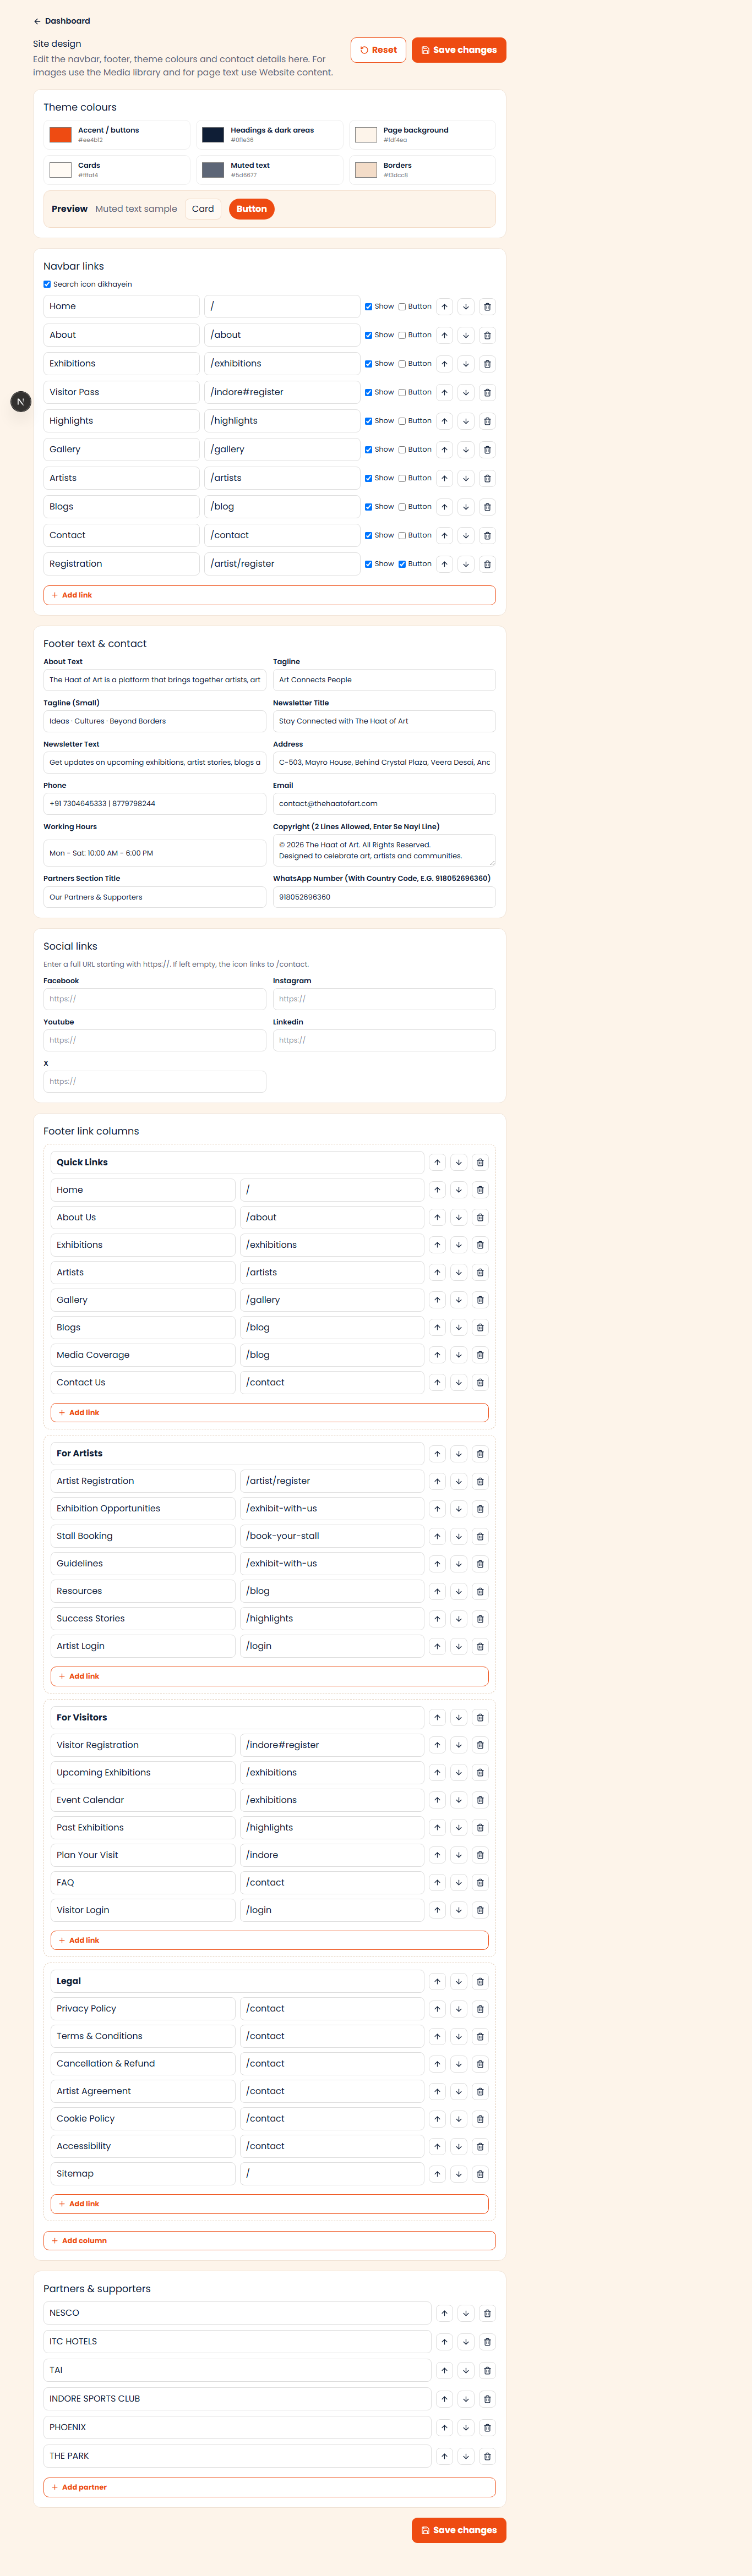 Dashboard
Site design
Edit the navbar, footer, theme colours and contact details here. For
images use the Media library and for page text use Website content.
Reset
Save changes
Theme colours
Accent / buttons
#ee4b12
Headings & dark areas
#0f1e36
Page background
#fdf4ea
Cards
#fffaf4
Muted text
#5d6677
Borders
#f3dcc8
Preview Muted text sample Card Button
Navbar links
Search icon dikhayein
Home / Show Button
About /about Show Button
Exhibitions /exhibitions Show Button
Visitor Pass /indore#register Show Button
Highlights /highlights Show Button
Gallery /gallery Show Button
Artists /artists Show Button
Blogs /blog Show Button
Contact /contact Show Button
Registration /artist/register Show Button
Add link
Footer text & contact
About Text
The Haat of Art is a platform that brings together artists, art
Tagline
Art Connects People
Tagline (Small)
Ideas · Cultures · Beyond Borders
Newsletter Title
Stay Connected with The Haat of Art
Newsletter Text
Get updates on upcoming exhibitions, artist stories, blogs a
Address
C-503, Mayro House, Behind Crystal Plaza, Veera Desai, Anc
Phone
+91 7304645333 | 8779798244
Email
contact@thehaatofart.com
Working Hours
Mon - Sat: 10:00 AM - 6:00 PM
Copyright (2 Lines Allowed, Enter Se Nayi Line)
© 2026 The Haat of Art. All Rights Reserved.
Designed to celebrate art, artists and communities.
Partners Section Title
Our Partners & Supporters
WhatsApp Number (With Country Code, E.G. 918052696360)
918052696360
Social links
Enter a full URL starting with https://. If left empty, the icon links to /contact.
Facebook
https://
Instagram
https://
Youtube
https://
Linkedin
https://
X
https://
Footer link columns
Quick Links
Home /
About Us /about
Exhibitions /exhibitions
Artists /artists
Gallery /gallery
Blogs /blog
Media Coverage /blog
Contact Us /contact
Add link
For Artists
Artist Registration /artist/register
Exhibition Opportunities /exhibit-with-us
Stall Booking /book-your-stall
Guidelines /exhibit-with-us
Resources /blog
Success Stories /highlights
Artist Login /login
Add link
For Visitors
Visitor Registration /indore#register
Upcoming Exhibitions /exhibitions
Event Calendar /exhibitions
Past Exhibitions /highlights
Plan Your Visit /indore
FAQ /contact
Visitor Login /login
Add link
Legal
Privacy Policy /contact
Terms & Conditions /contact
Cancellation & Refund /contact
Artist Agreement /contact
Cookie Policy /contact
Accessibility /contact
Sitemap /
Add link
Add column
Partners & supporters
NESCO
ITC HOTELS
TAI
INDORE SPORTS CLUB
PHOENIX
THE PARK
Add partner
Save changes